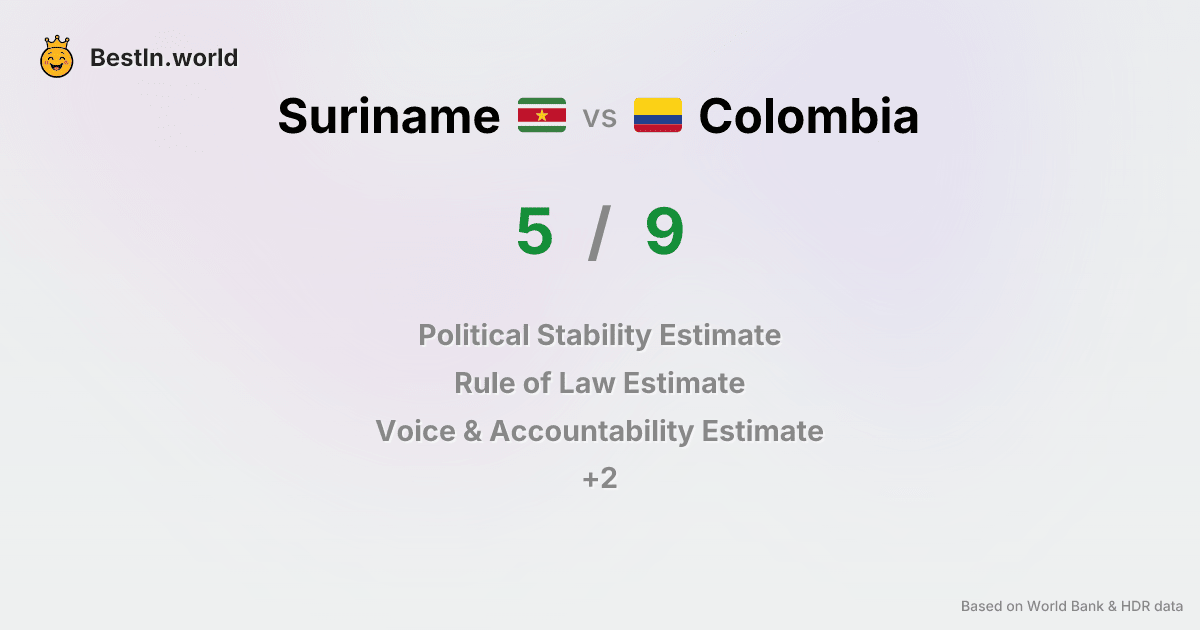 BestIn.world
Suriname vs Colombia
5 / 9
Political Stability Estimate
Rule of Law Estimate
Voice & Accountability Estimate
+2
Based on World Bank & HDR data